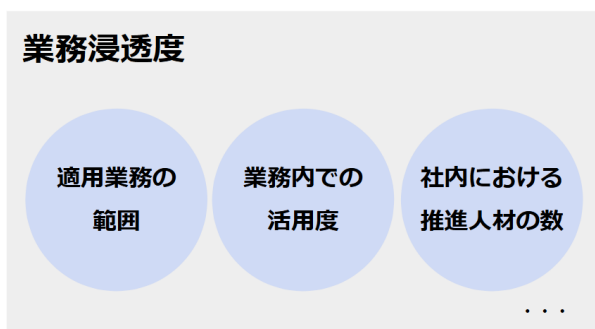 業務浸透度
適用業務の
範囲
業務内での
活用度
社内における
推進人材の数
・・・